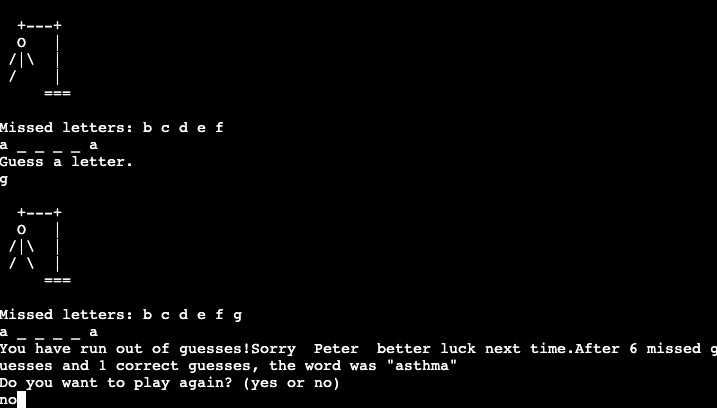 +---+
  O   |
 /|\  |
 /    |
     ===
Missed letters: b c d e f
a _ _ _ _ a
Guess a letter.
g
  +---+
  O   |
 /|\  |
 / \  |
     ===
Missed letters: b c d e f g
a _ _ _ _ a
You have run out of guesses!Sorry  Peter  better luck next time.After 6 missed g
uesses and 1 correct guesses, the word was "asthma"
Do you want to play again? (yes or no)
no